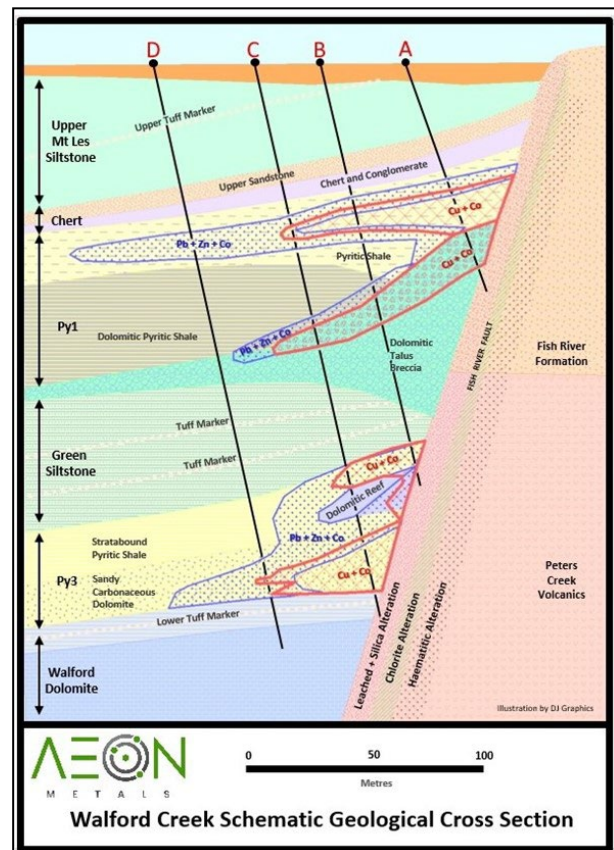 D
C
B
A
Upper
Mt Les
Siltstone
Upper Tuff Marker
Upper Sandstone
Chert and Conglomerate
Chert
Cu + Co
Pb + Zn + Co
Pyritic Shale
Cu + Co
Py1
Dolomitic Pyritic Shale
Pb + Zn + Co
Dolomitic
Talus
Breccia
FISH RIVER FAULT
Fish River
Formation
Tuff Marker
Green
Siltstone
Tuff Marker
Cu + Co
Dolomitic Reef
Stratabound
Pyritic Shale
Pb + Zn + Co
Py3
Sandy
Carbonaceous
Dolomite
Cu + Co
Peters
Creek
Volcanics
Lower Tuff Marker
Walford
Dolomite
Leached + Silica Alteration
Chlorite Alteration
Haematitic Alteration
Illustration by DJ Graphics
AEON
METALS
0 50 100
Metres
Walford Creek Schematic Geological Cross Section